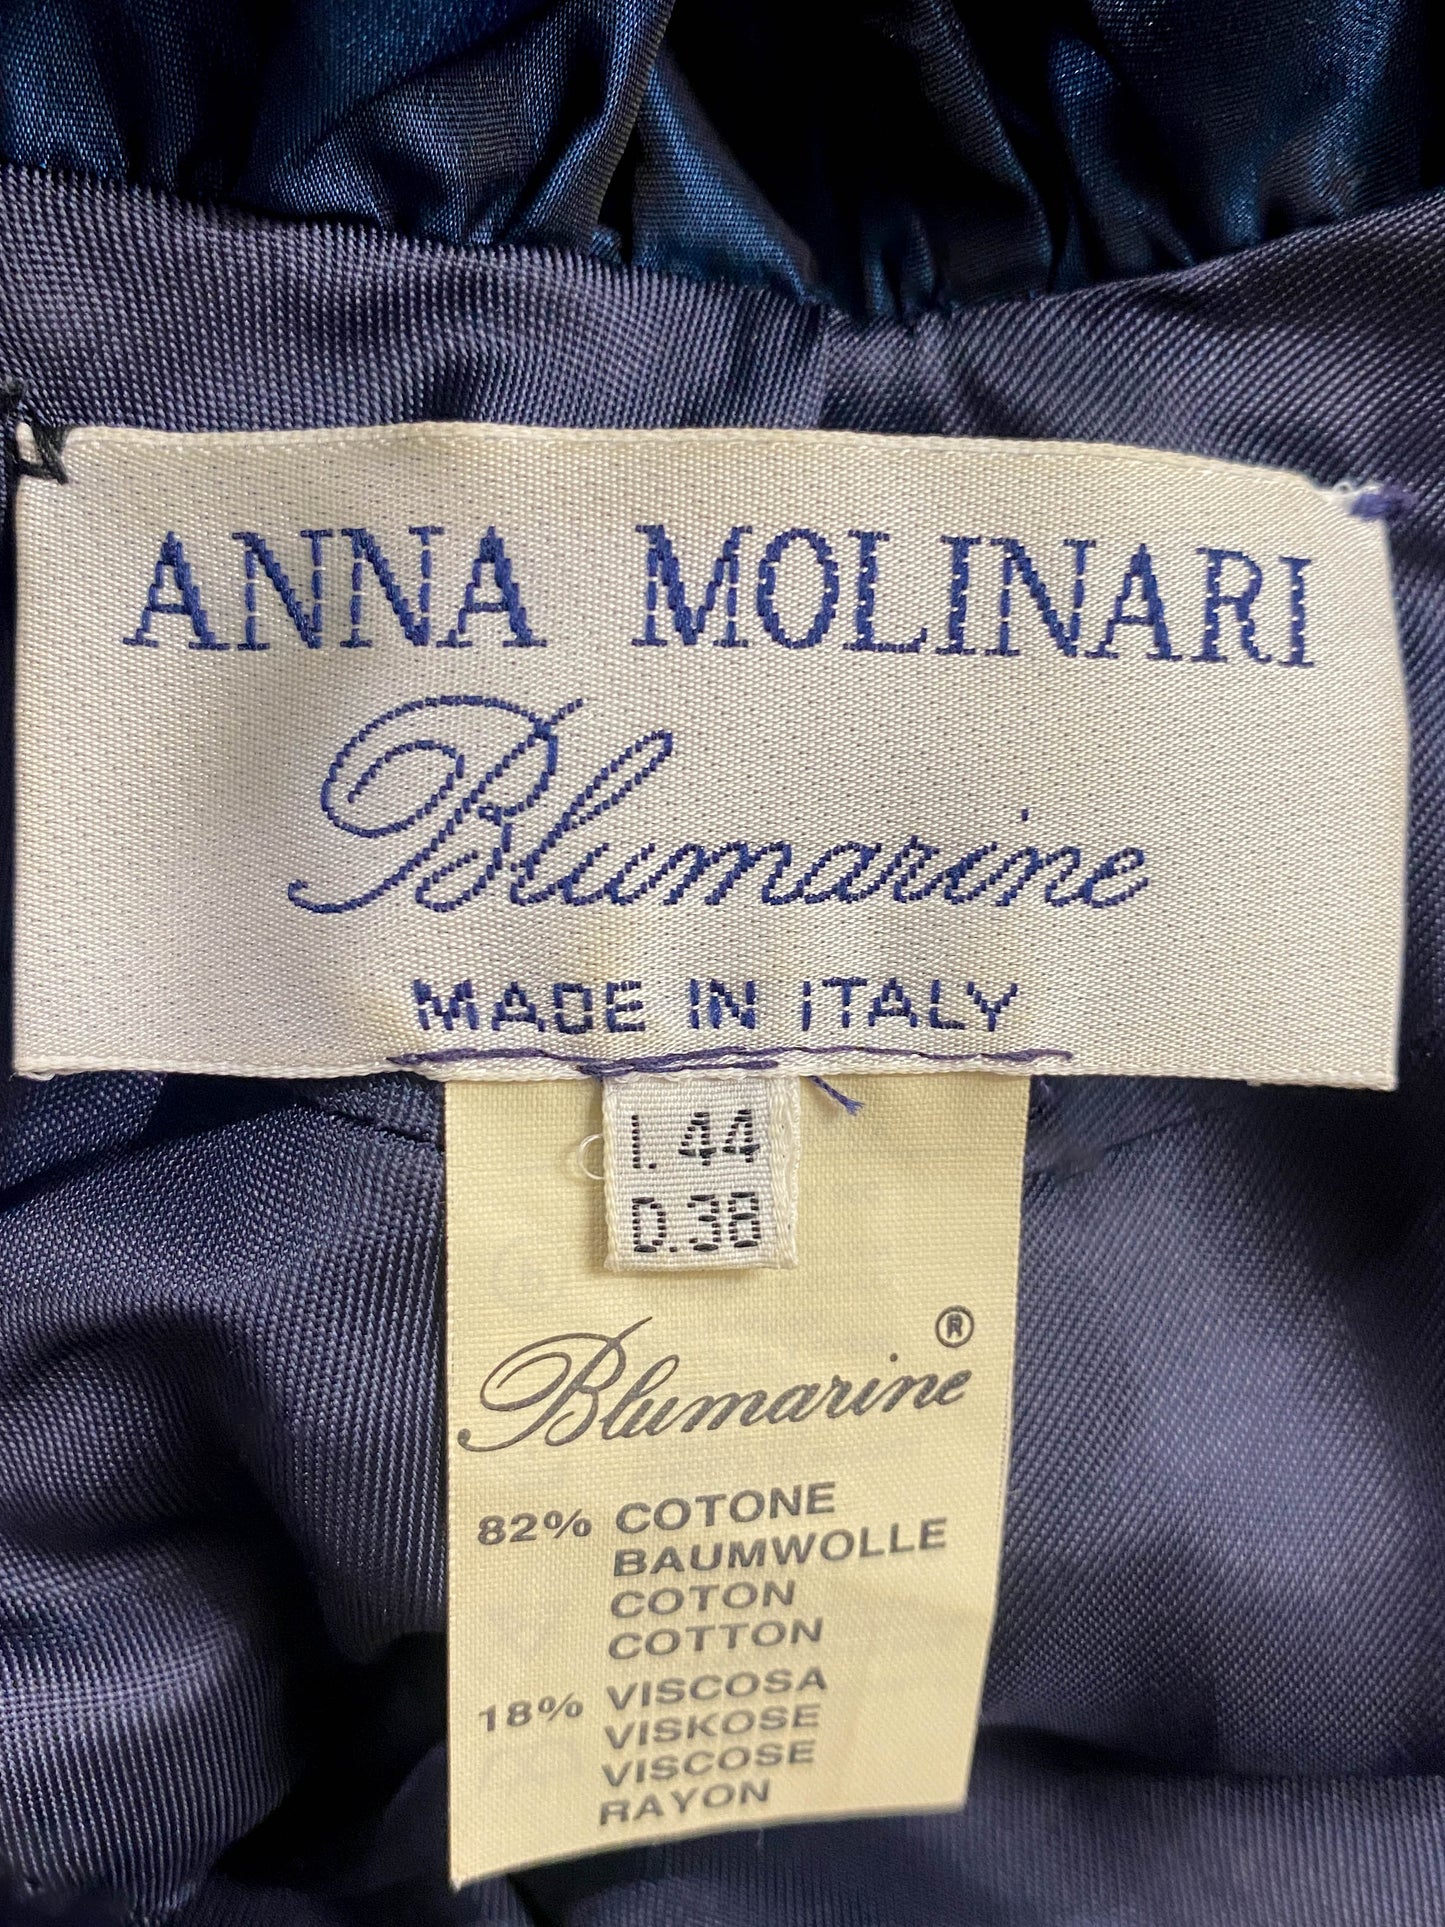 ANNA MOLINARI
Blumarine
MADE IN ITALY
I. 44
D.38
Blumarine ®
82% COTONE
BAUMWOLLE
COTON
COTTON
18% VISCOSA
VISKOSE
VISCOSE
RAYON